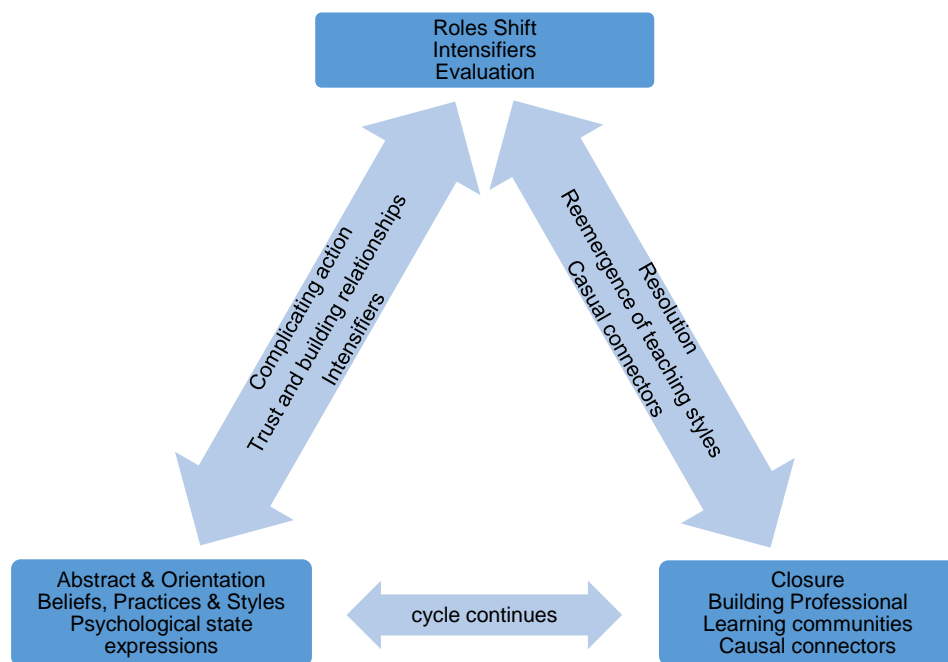 Roles Shift
Intensifiers
Evaluation
Complicating action
Trust and building relationships
Intensifiers
Resolution
Reemergence of teaching styles
Casual connectors
Abstract & Orientation
Beliefs, Practices & Styles
Psychological state
expressions
cycle continues
Closure
Building Professional
Learning communities
Causal connectors